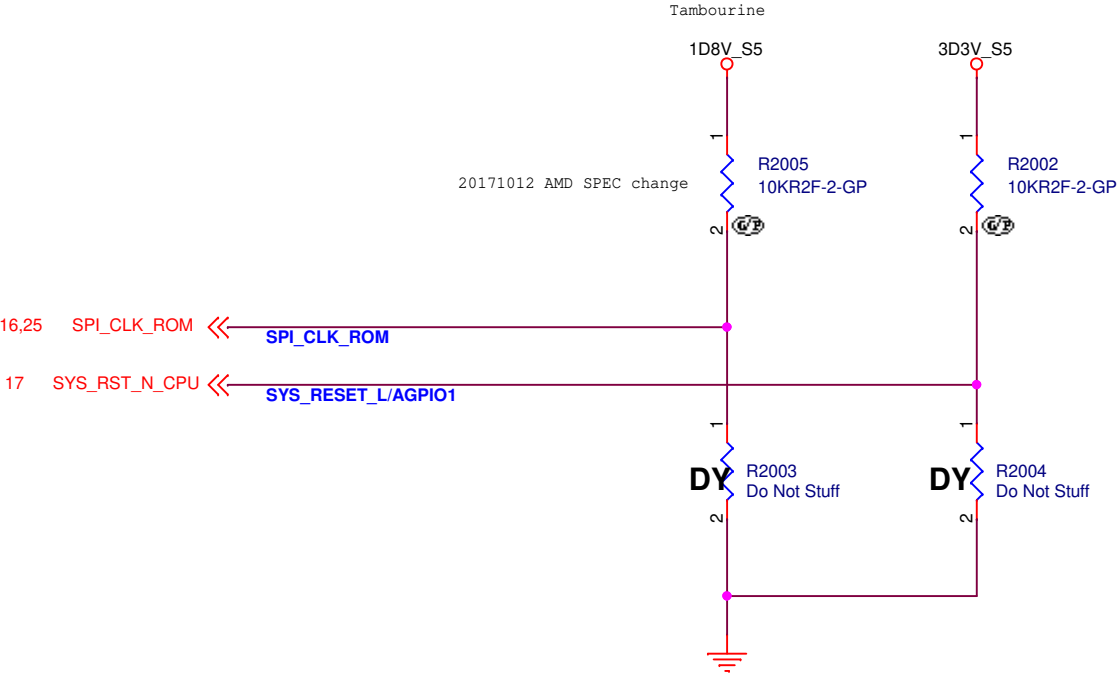 Tambourine
1D8V_S5
3D3V_S5
1
1
R2005
10KR2F-2-GP
R2002
10KR2F-2-GP
20171012 AMD SPEC change
2
G/P
2
G/P
16,25 SPI_CLK_ROM
SPI_CLK_ROM
17 SYS_RST_N_CPU
SYS_RESET_L/AGPIO1
1
1
DY
R2003
Do Not Stuff
DY
R2004
Do Not Stuff
2
2